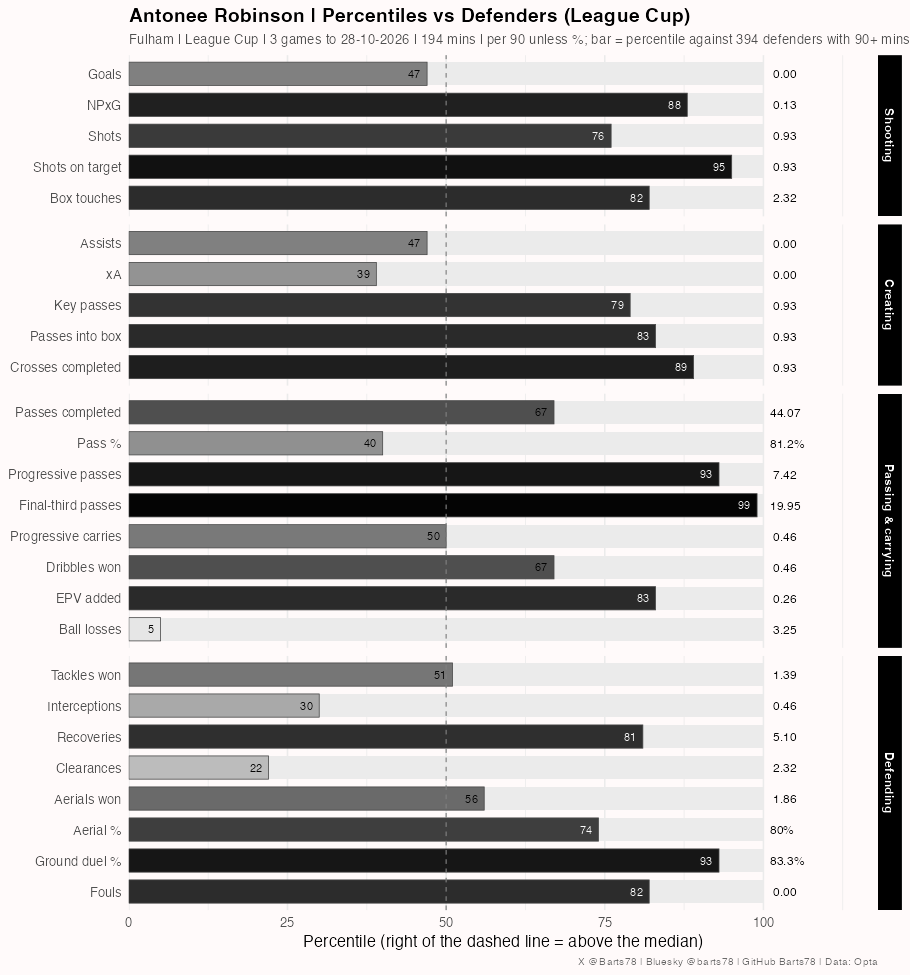 Antonee Robinson | Percentiles vs Defenders (League Cup)
Fulham | League Cup | 3 games to 28-10-2026 | 194 mins | per 90 unless %; bar = percentile against 394 defenders with 90+ mins
Goals 47 0.00
NPxG 88 0.13
Shots 76 0.93
Shots on target 95 0.93
Box touches 82 2.32
Shooting
Assists 47 0.00
xA 39 0.00
Key passes 79 0.93
Passes into box 83 0.93
Crosses completed 89 0.93
Creating
Passes completed 67 44.07
Pass % 40 81.2%
Progressive passes 93 7.42
Final-third passes 99 19.95
Progressive carries 50 0.46
Dribbles won 67 0.46
EPV added 83 0.26
Ball losses 5 3.25
Passing & carrying
Tackles won 51 1.39
Interceptions 30 0.46
Recoveries 81 5.10
Clearances 22 2.32
Aerials won 56 1.86
Aerial % 74 80%
Ground duel % 93 83.3%
Fouls 82 0.00
Defending
0 25 50 75 100
Percentile (right of the dashed line = above the median)
X @Barts78 | Bluesky @barts78 | GitHub Barts78 | Data: Opta